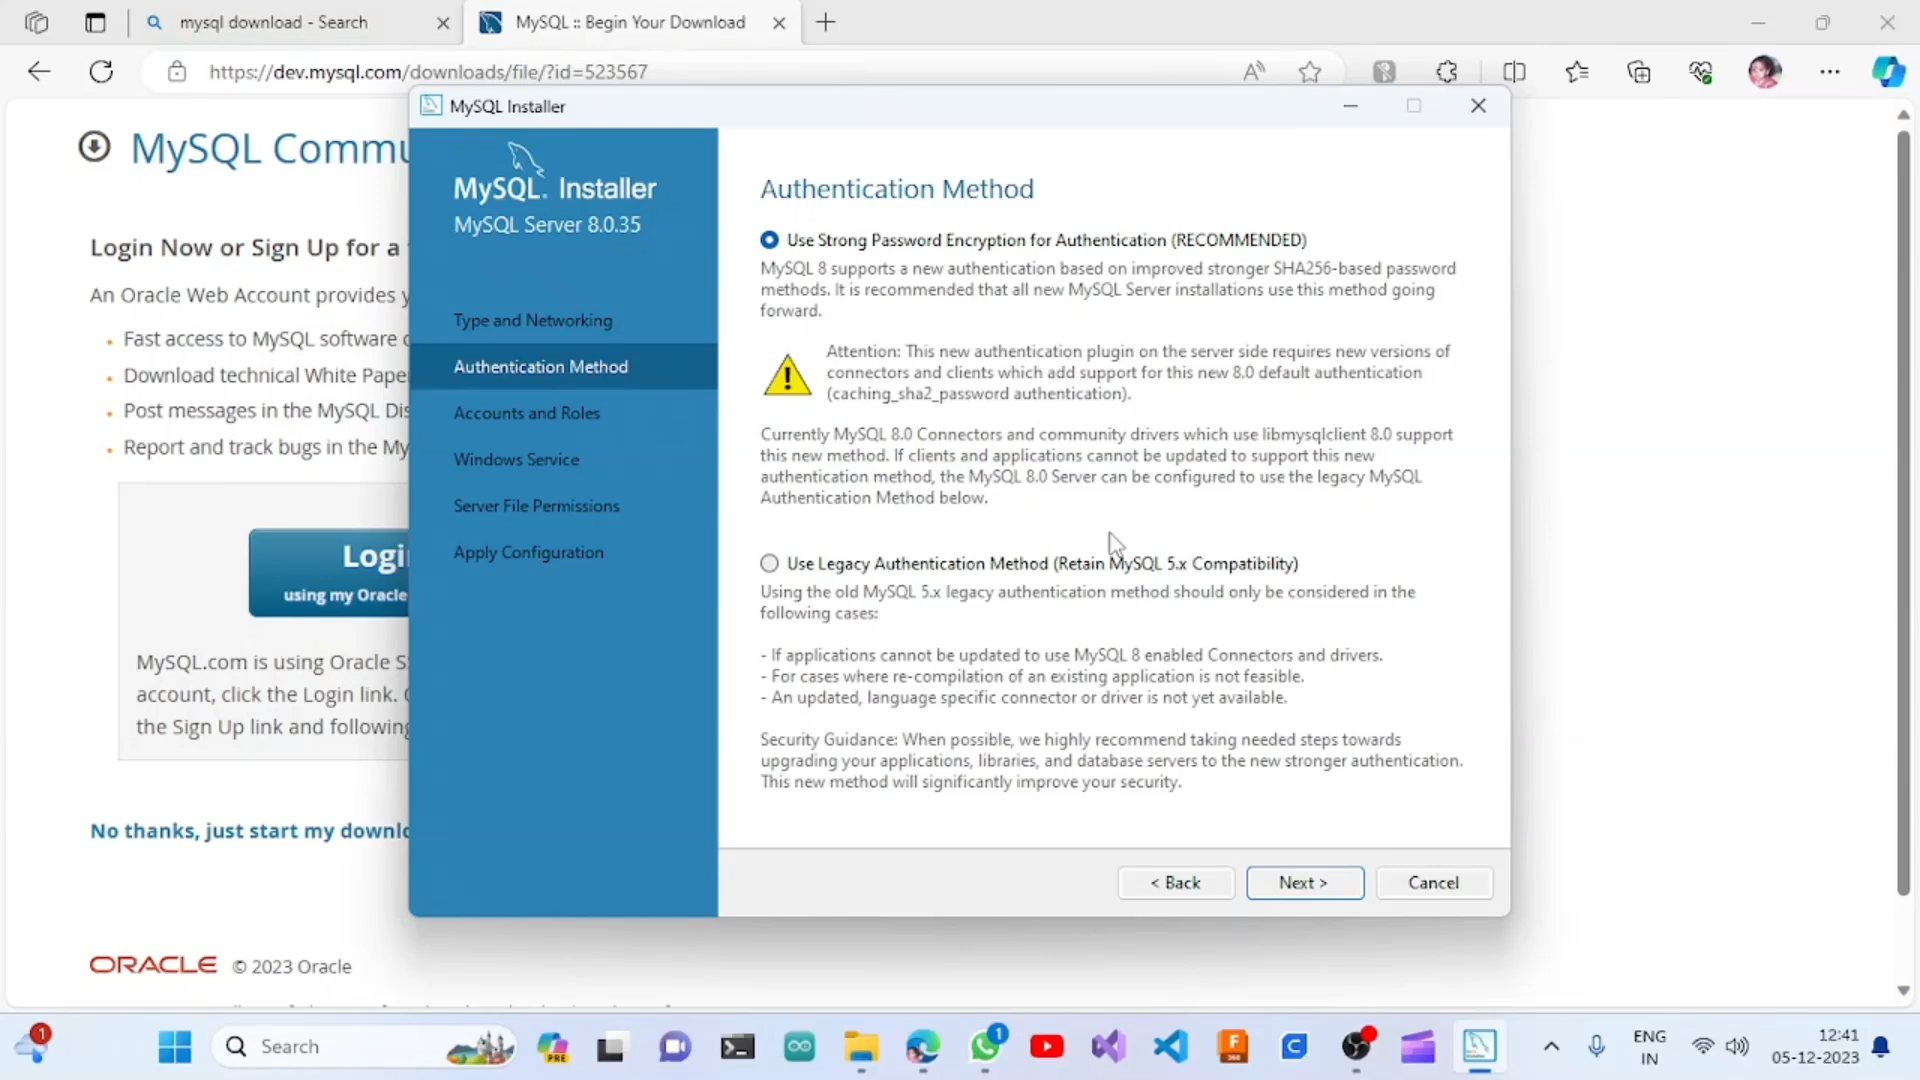 mysql download - Search
MySQL :: Begin Your Download
https://dev.mysql.com/downloads/file/?id=523567
MySQL Commu
Login Now or Sign Up for a
An Oracle Web Account provides
Fast access to MySQL software
Download technical White Pape
Post messages in the MySQL Dis
Report and track bugs in the My
Logi
using my Oracle
MySQL.com is using Oracle S
account, click the Login link.
the Sign Up link and following
No thanks, just start my downlo
ORACLE © 2023 Oracle
MySQL Installer
MySQL. Installer
MySQL Server 8.0.35
Type and Networking
Authentication Method
Accounts and Roles
Windows Service
Server File Permissions
Apply Configuration
Authentication Method
Use Strong Password Encryption for Authentication (RECOMMENDED)
MySQL 8 supports a new authentication based on improved stronger SHA256-based password
methods. It is recommended that all new MySQL Server installations use this method going
forward.
Attention: This new authentication plugin on the server side requires new versions of
connectors and clients which add support for this new 8.0 default authentication
(caching_sha2_password authentication).
Currently MySQL 8.0 Connectors and community drivers which use libmysqlclient 8.0 support
this new method. If clients and applications cannot be updated to support this new
authentication method, the MySQL 8.0 Server can be configured to use the legacy MySQL
Authentication Method below.
Use Legacy Authentication Method (Retain MySQL 5.x Compatibility)
Using the old MySQL 5.x legacy authentication method should only be considered in the
following cases:
- If applications cannot be updated to use MySQL 8 enabled Connectors and drivers.
- For cases where re-compilation of an existing application is not feasible.
- An updated, language specific connector or driver is not yet available.
Security Guidance: When possible, we highly recommend taking needed steps towards
upgrading your applications, libraries, and database servers to the new stronger authentication.
This new method will significantly improve your security.
< Back
Next >
Cancel
1
Search
PRE
1
ENG
IN
12:41
05-12-2023